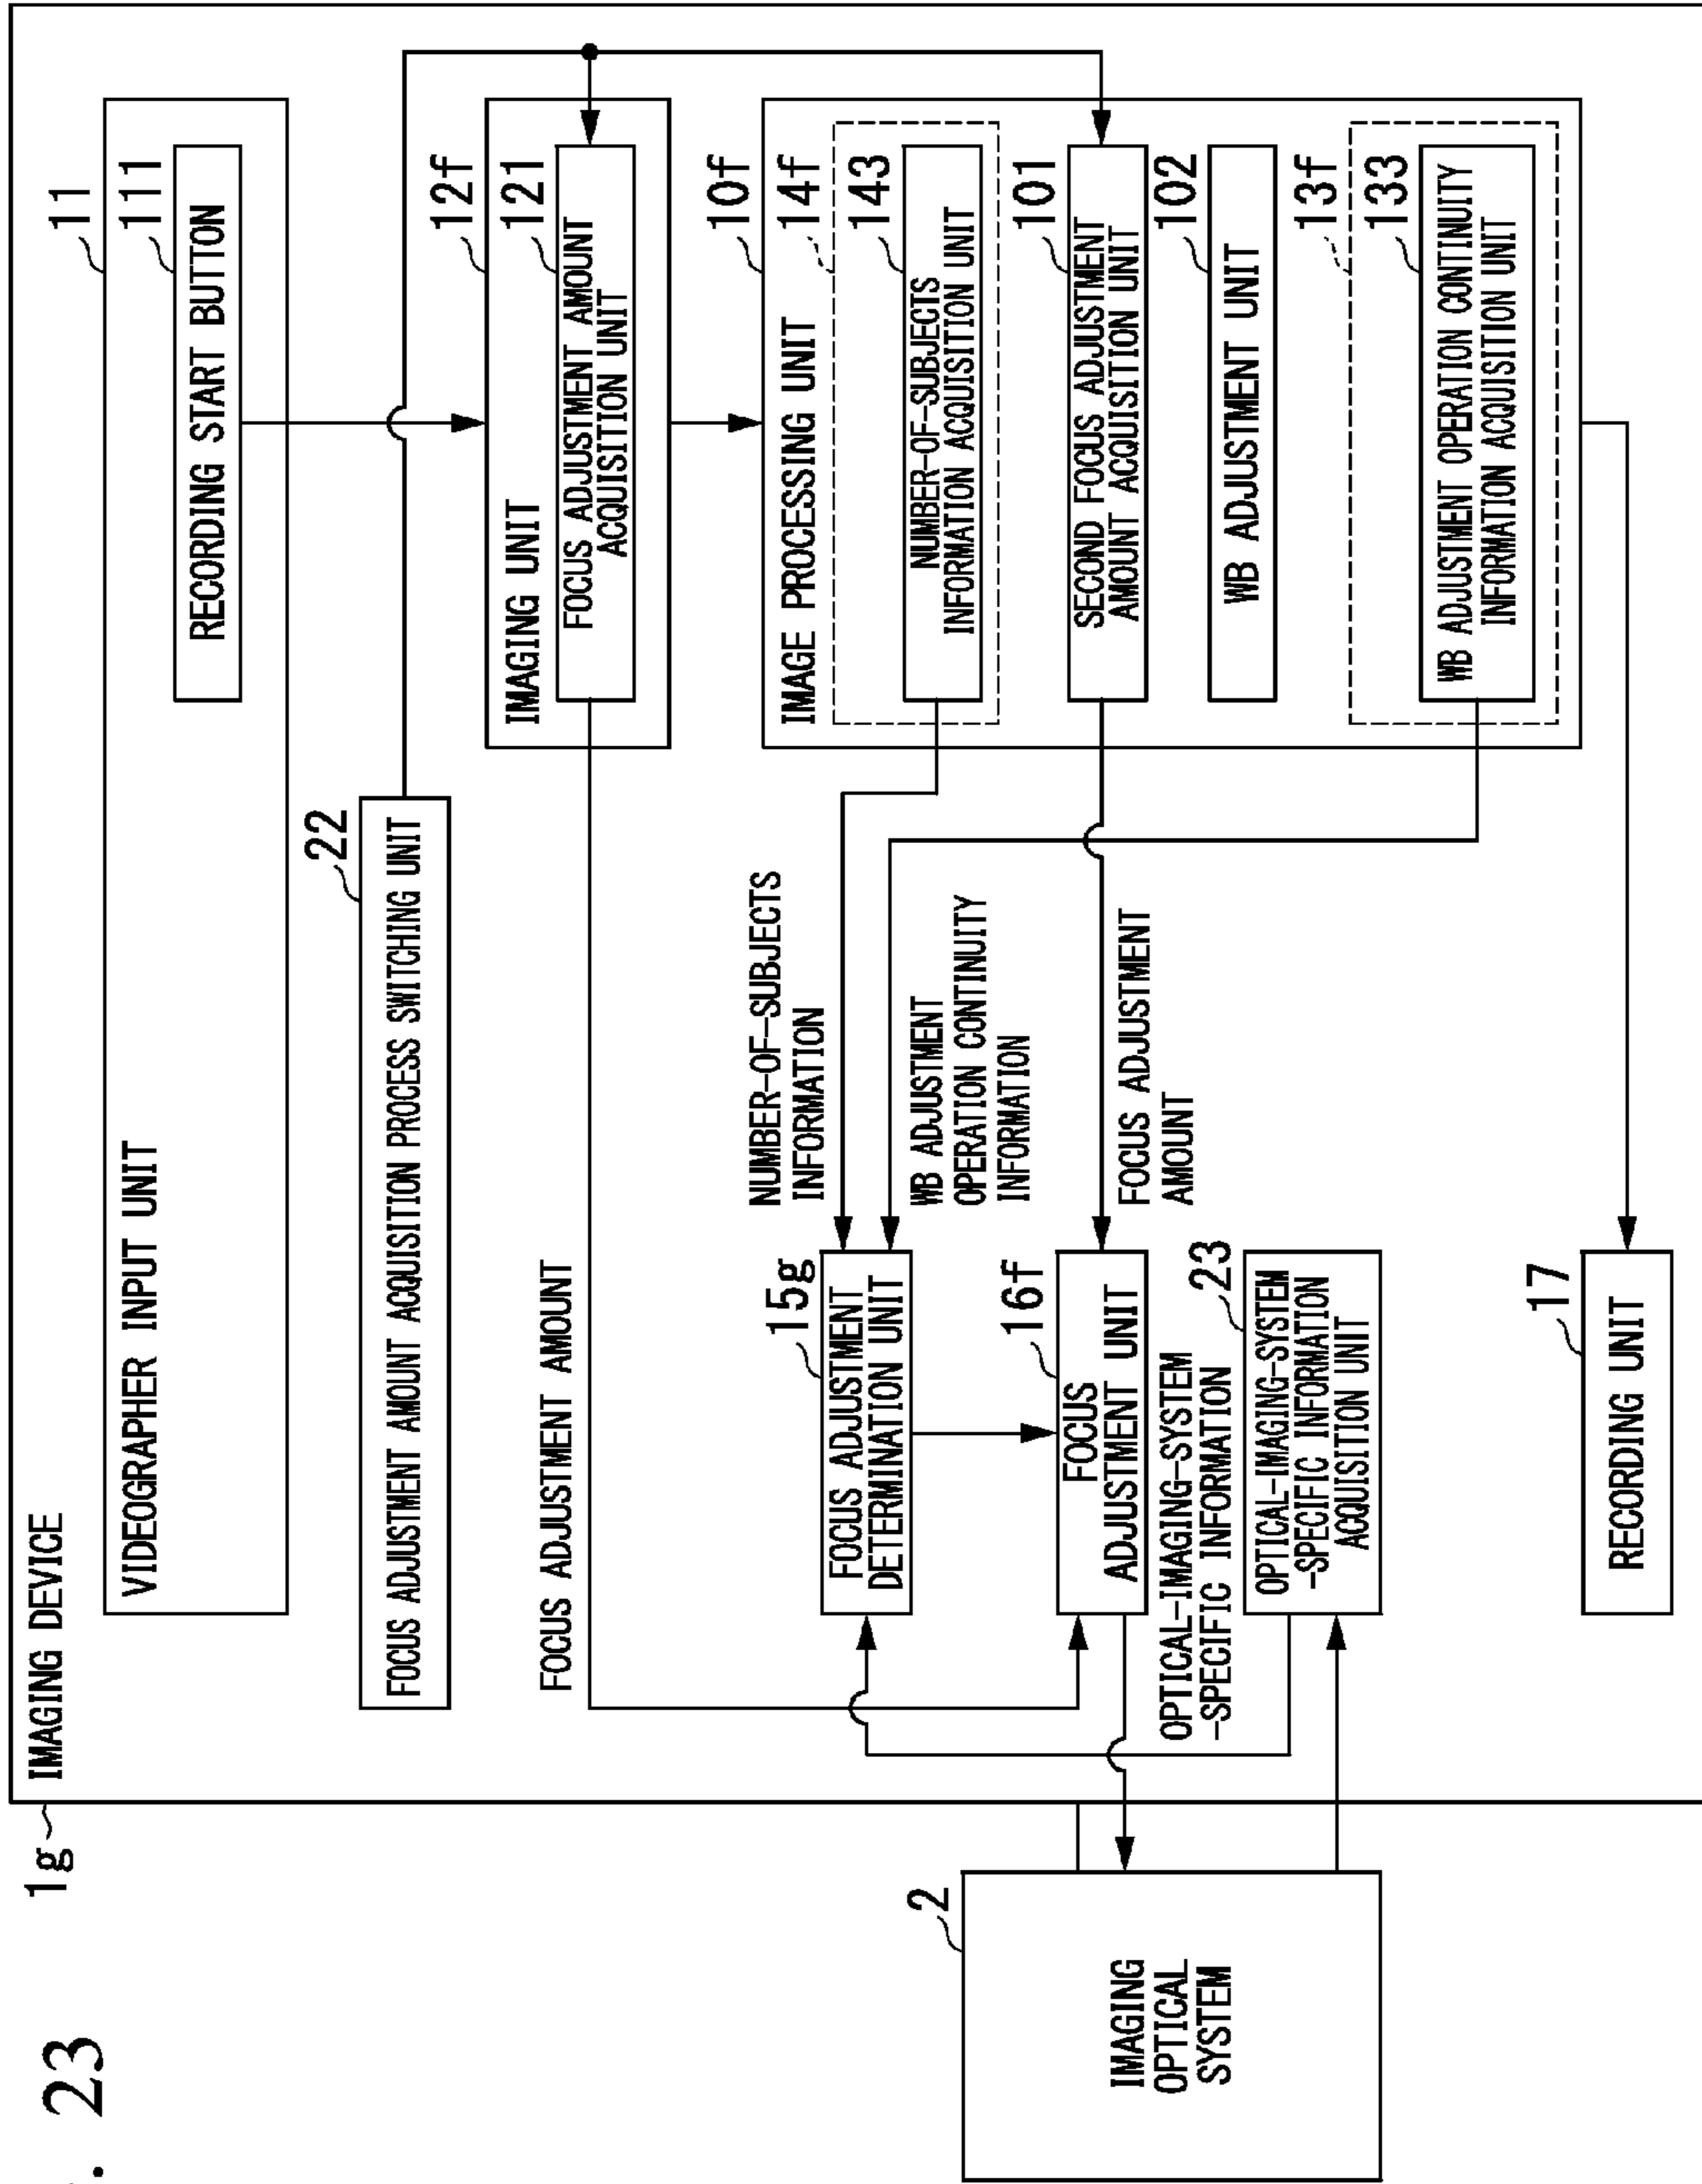 . 23
1g
IMAGING DEVICE
VIDEOGRAPHER INPUT UNIT
11
RECORDING START BUTTON
111
22
FOCUS ADJUSTMENT AMOUNT ACQUISITION PROCESS SWITCHING UNIT
FOCUS ADJUSTMENT AMOUNT
IMAGING UNIT
12f
FOCUS ADJUSTMENT AMOUNT
ACQUISITION UNIT
121
IMAGE PROCESSING UNIT
10f
14f
NUMBER-OF-SUBJECTS
INFORMATION ACQUISITION UNIT
143
SECOND FOCUS ADJUSTMENT
AMOUNT ACQUISITION UNIT
101
WB ADJUSTMENT UNIT
102
13f
WB ADJUSTMENT OPERATION CONTINUITY
INFORMATION ACQUISITION UNIT
133
NUMBER-OF-SUBJECTS
INFORMATION
WB ADJUSTMENT
OPERATION CONTINUITY
INFORMATION
FOCUS ADJUSTMENT
AMOUNT
15g
FOCUS ADJUSTMENT
DETERMINATION UNIT
16f
FOCUS
ADJUSTMENT UNIT
OPTICAL-IMAGING-SYSTEM
-SPECIFIC INFORMATION
23
OPTICAL-IMAGING-SYSTEM
-SPECIFIC INFORMATION
ACQUISITION UNIT
17
RECORDING UNIT
2
IMAGING
OPTICAL
SYSTEM